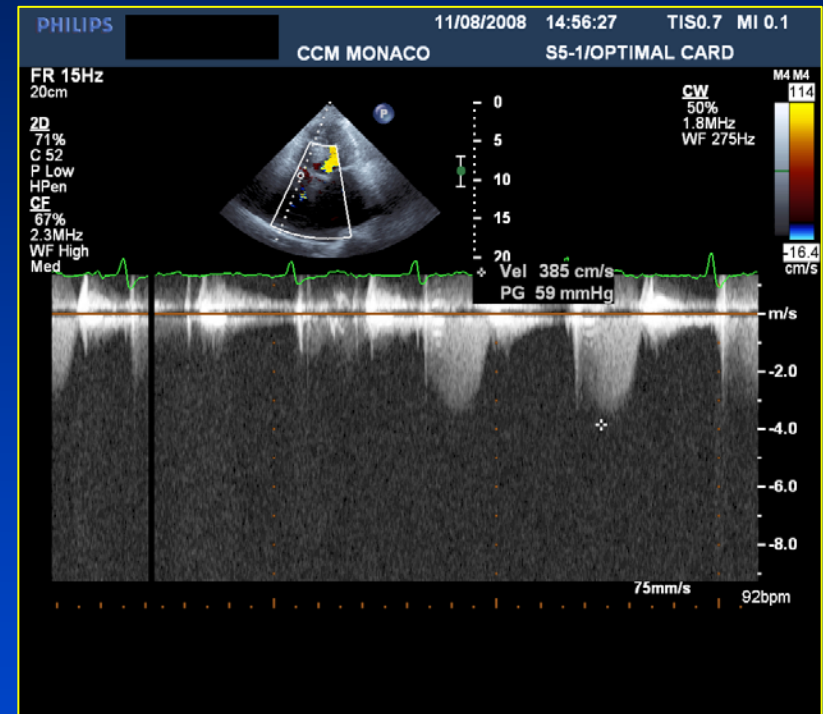 PHILIPS
11/08/2008 14:56:27 TIS0.7 MI 0.1
CCM MONACO S5-1/OPTIMAL CARD
FR 15Hz
20cm
2D
71%
C 52
P Low
HPen
CF
67%
2.3MHz
WF High
Med
P
0
5
10
15
20
CW
50%
1.8MHz
WF 275Hz
M4 M4
114
-16.4
cm/s
Vel 385 cm/s
PG 59 mmHg
m/s
-2.0
-4.0
-6.0
-8.0
75mm/s
92bpm